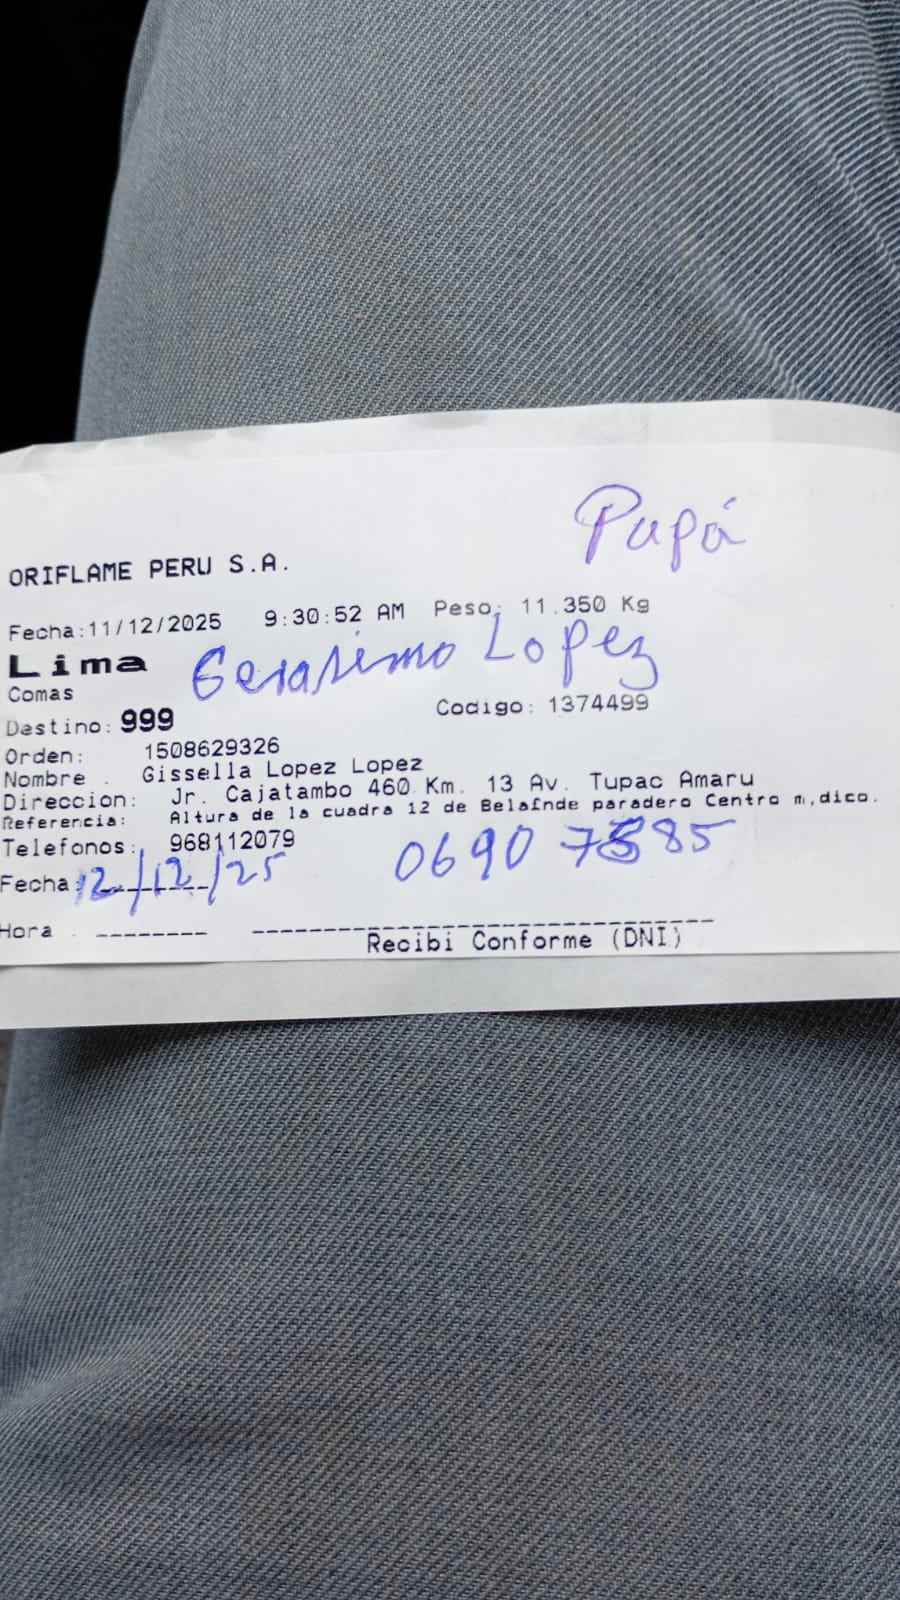 Papá
ORIFLAME PERU S.A.
Fecha:11/12/2025 9:30:52 AM Peso: 11.350 Kg
Lima
Gerasimo Lopez
Comas
Destino: 999 Codigo: 1374499
Orden: 1508629326
Nombre : Gissella Lopez Lopez
Direccion: Jr. Cajatambo 460 Km. 13 Av. Tupac Amaru
Referencia: Altura de la cuadra 12 de Belafnde paradero Centro m,dico.
Telefonos: 968112079
Fecha: 12/12/25
Hora :
Recibi Conforme (DNI)